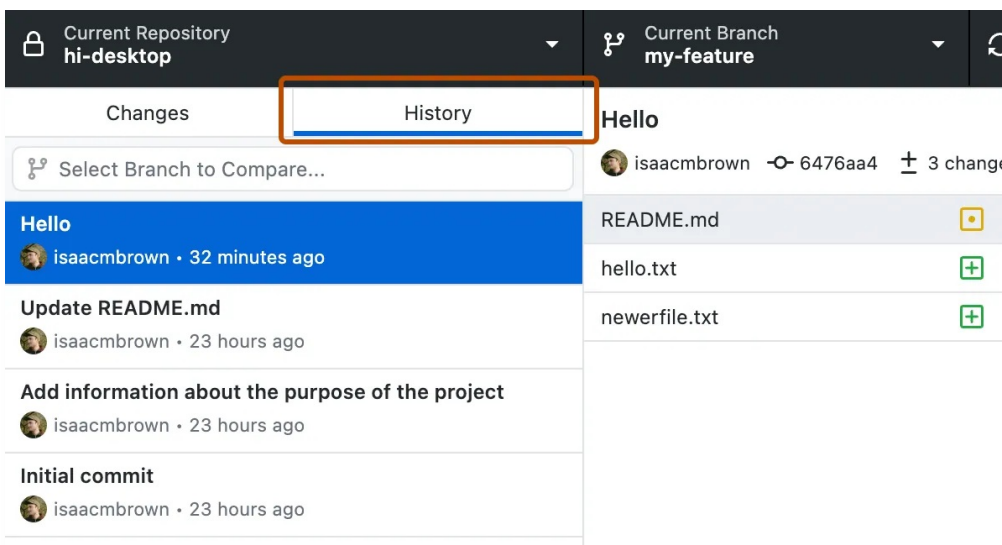 Current Repository
hi-desktop
Current Branch
my-feature
Changes
History
Select Branch to Compare...
Hello
isaacmbrown • 32 minutes ago
Update README.md
isaacmbrown • 23 hours ago
Add information about the purpose of the project
isaacmbrown • 23 hours ago
Initial commit
isaacmbrown • 23 hours ago
Hello
isaacmbrown 6476aa4 3 change
README.md
hello.txt
newerfile.txt